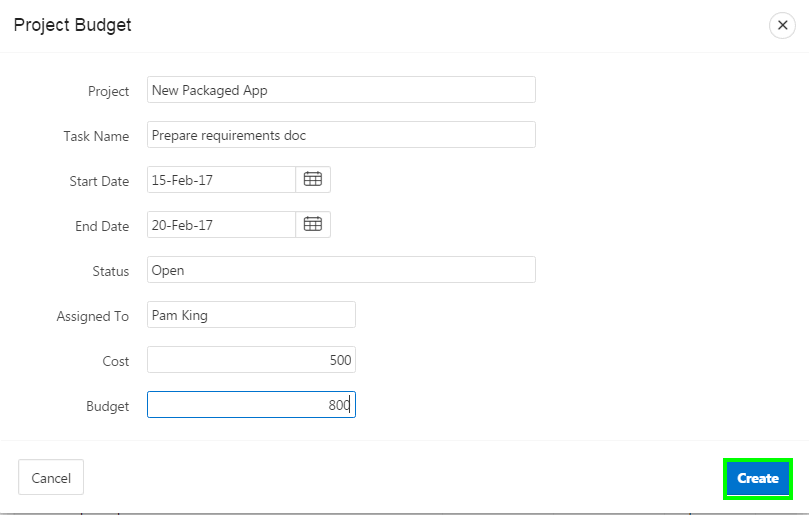 Project Budget
Project New Packaged App
Task Name Prepare requirements doc
Start Date 15-Feb-17
End Date 20-Feb-17
Status Open
Assigned To Pam King
Cost 500
Budget 800
Cancel Create